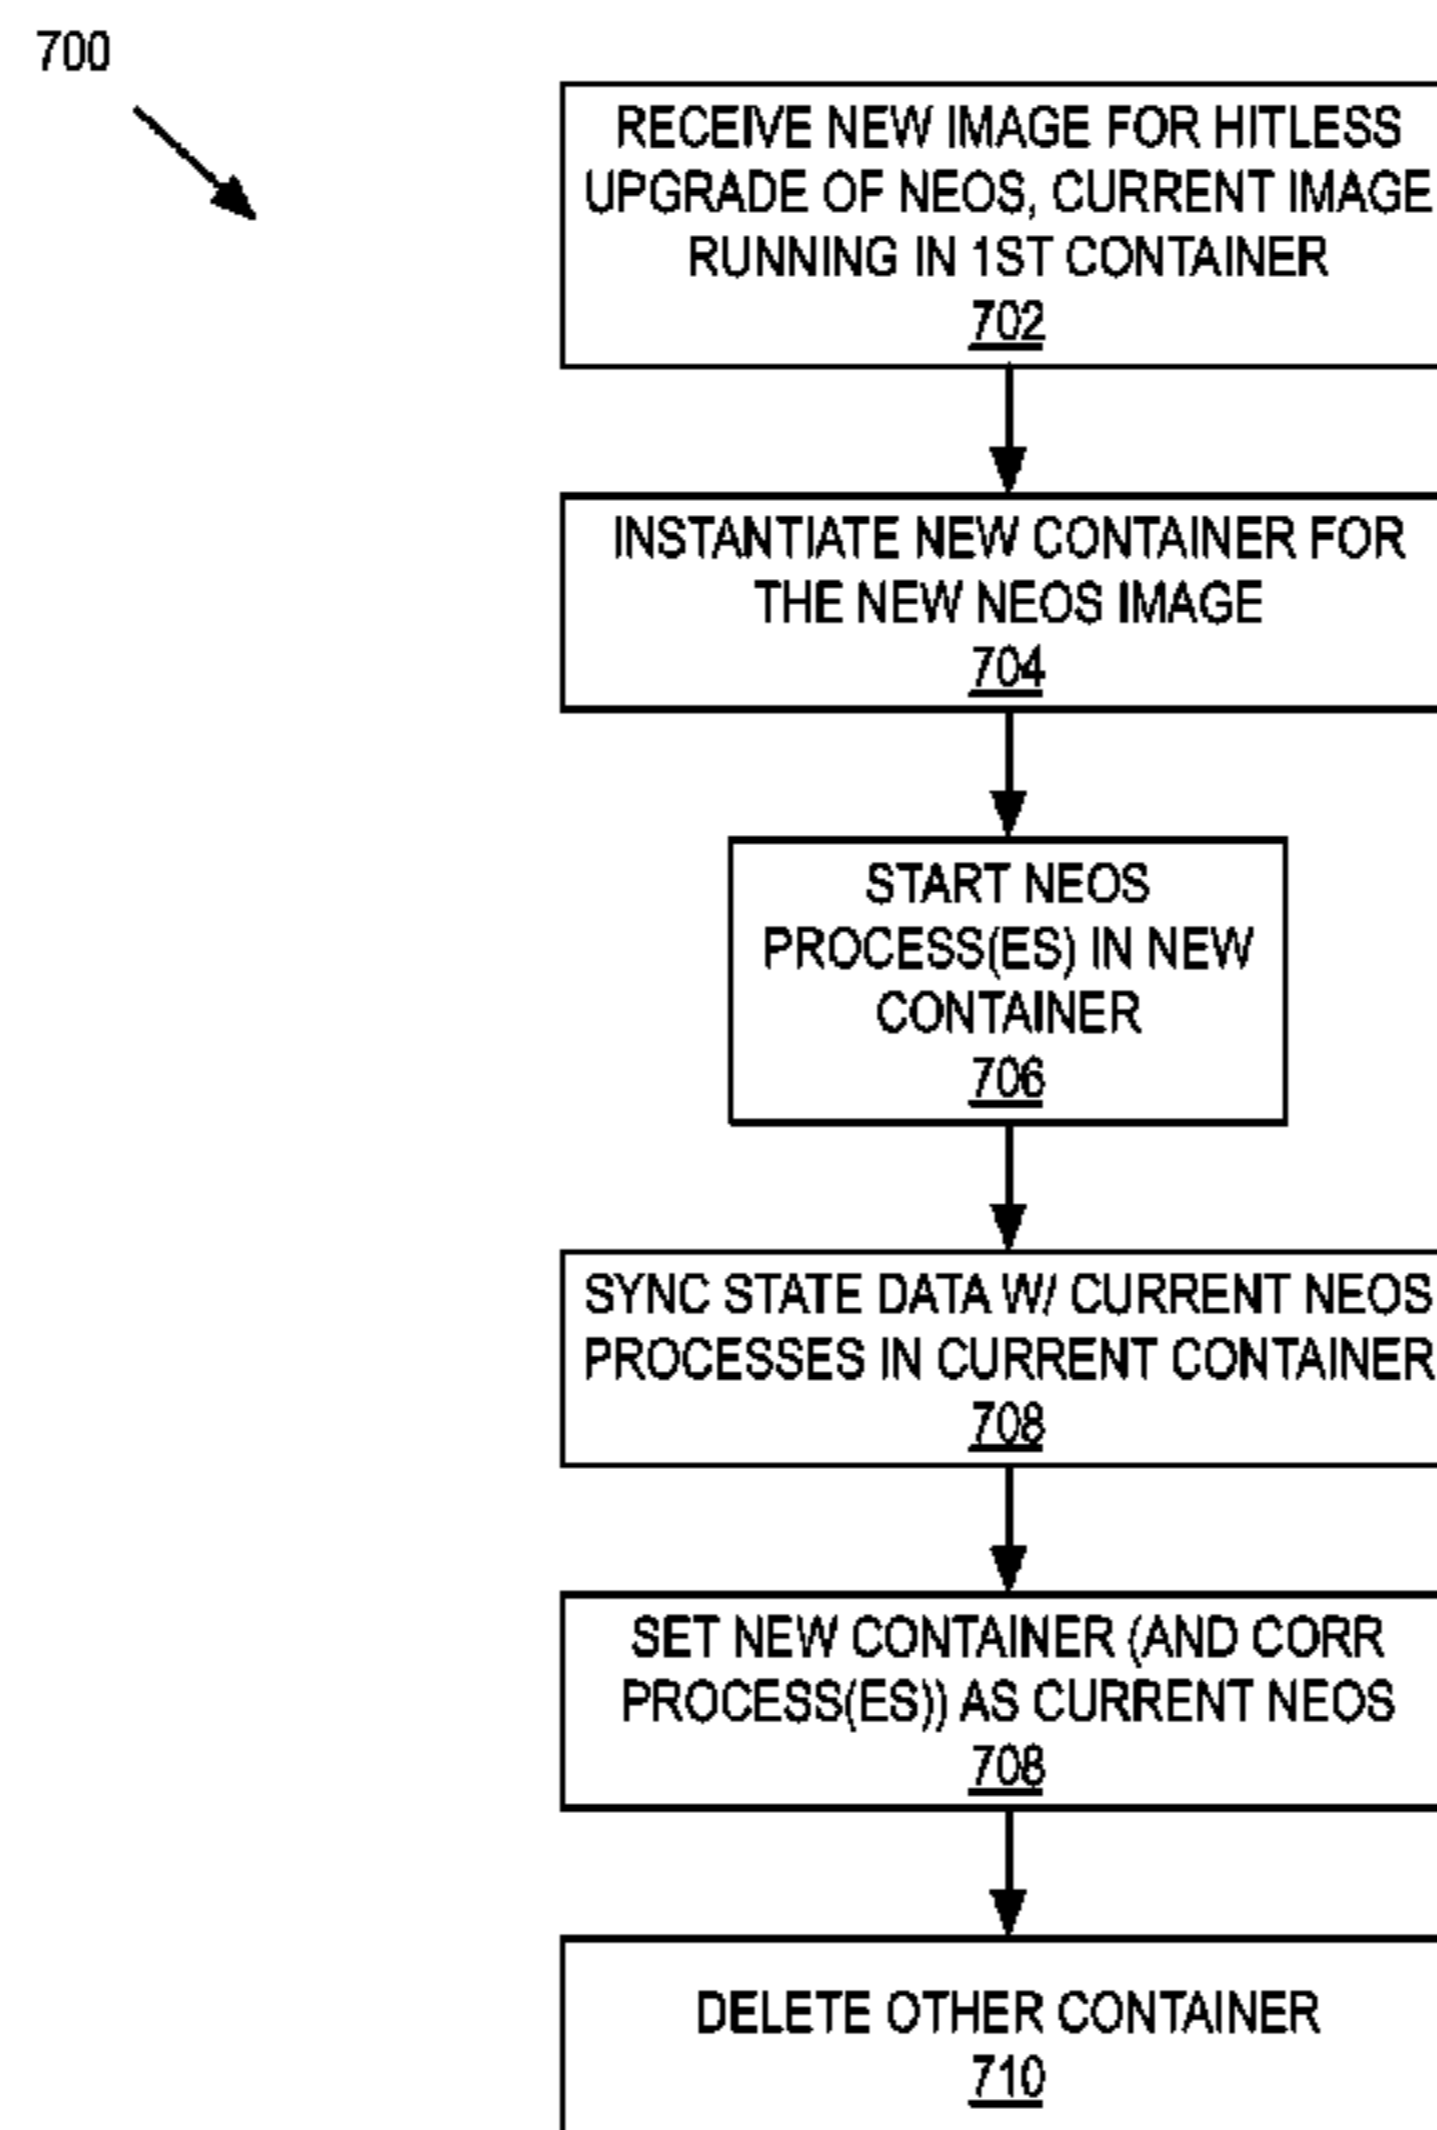 700
RECEIVE NEW IMAGE FOR HITLESS
UPGRADE OF NEOS, CURRENT IMAGE
RUNNING IN 1ST CONTAINER
702
INSTANTIATE NEW CONTAINER FOR
THE NEW NEOS IMAGE
704
START NEOS
PROCESS(ES) IN NEW
CONTAINER
706
SYNC STATE DATA W/ CURRENT NEOS
PROCESSES IN CURRENT CONTAINER
708
SET NEW CONTAINER (AND CORR
PROCESS(ES)) AS CURRENT NEOS
708
DELETE OTHER CONTAINER
710